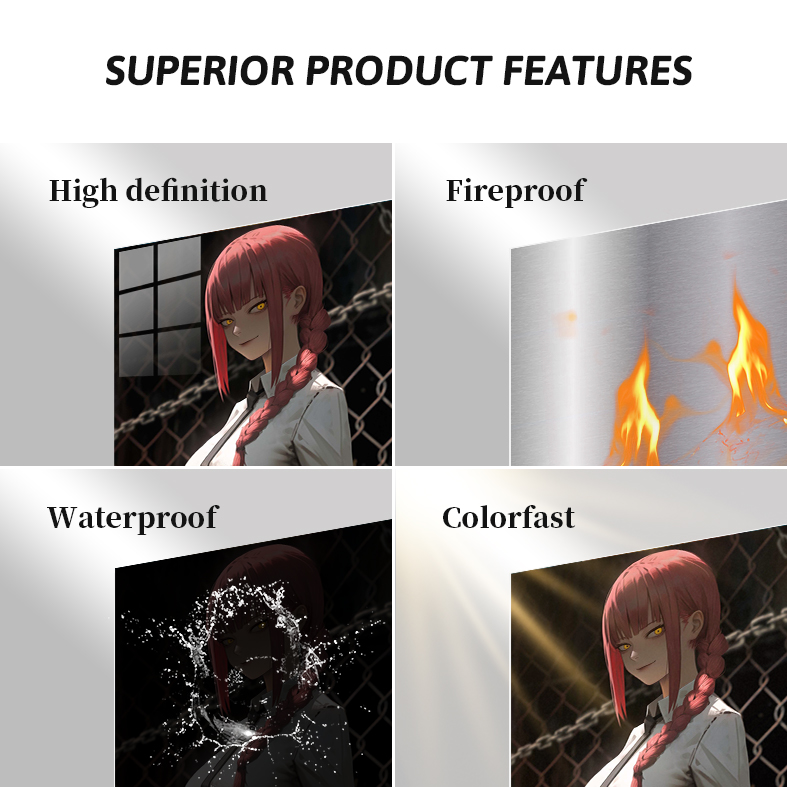 SUPERIOR PRODUCT FEATURES
High definition
Fireproof
Waterproof
Colorfast